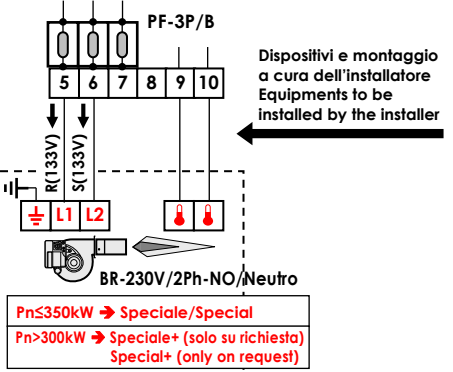 PF-3P/B
Dispositivi e montaggio
a cura dell'installatore
Equipments to be
installed by the installer
5 6 7 8 9 10
R(133V)
S(133V)
L1 L2
BR-230V/2Ph-NO/Neutro
Pn≤350kW ➔ Speciale/Special
Pn>300kW ➔ Speciale+ (solo su richiesta)
Special+ (only on request)